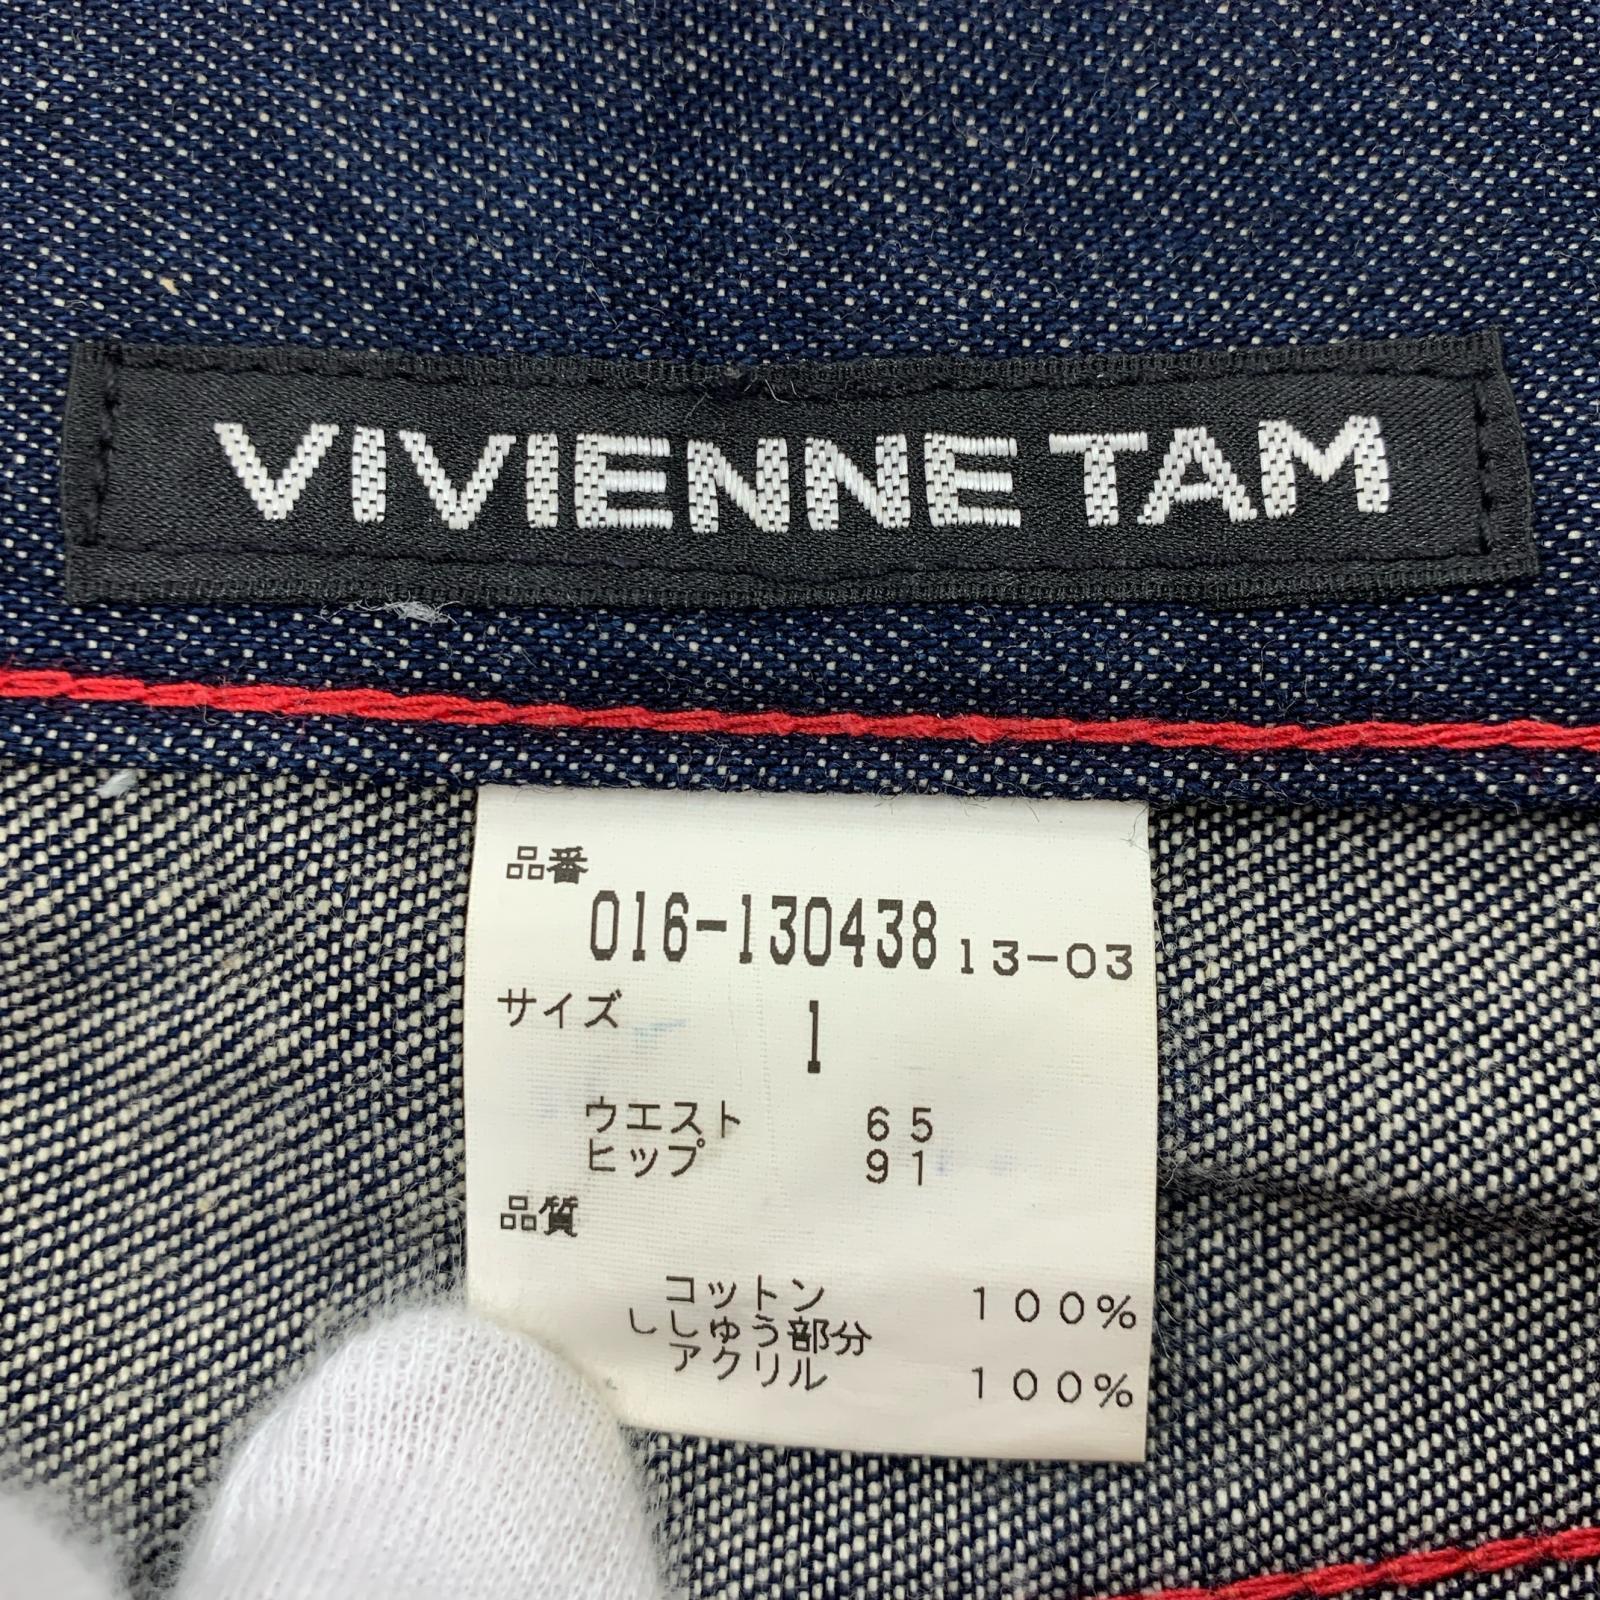 VIVIENNE TAM
品番
016-130438 13-03
サイズ 1
ウエスト 65
ヒップ 91
品質
コットン 100%
ししゅう部分
アクリル 100%